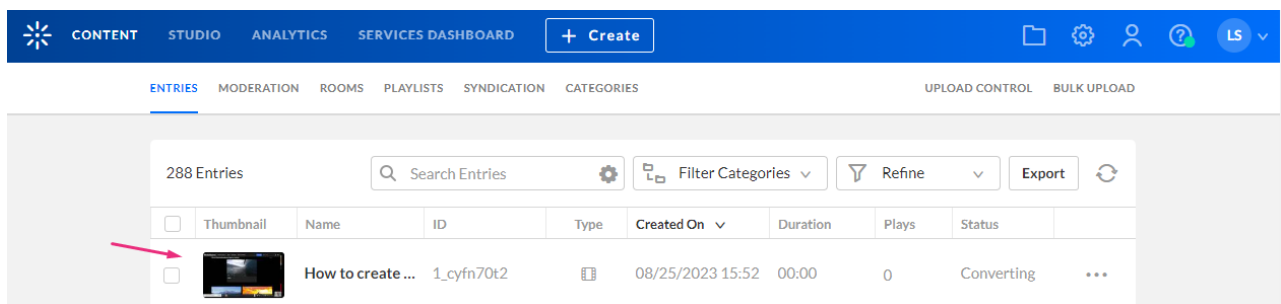 CONTENT STUDIO ANALYTICS SERVICES DASHBOARD + Create LS
ENTRIES MODERATION ROOMS PLAYLISTS SYNDICATION CATEGORIES UPLOAD CONTROL BULK UPLOAD
288 Entries Search Entries Filter Categories Refine Export
Thumbnail Name ID Type Created On Duration Plays Status
How to create ... 1_cyfn70t2 08/25/2023 15:52 00:00 0 Converting